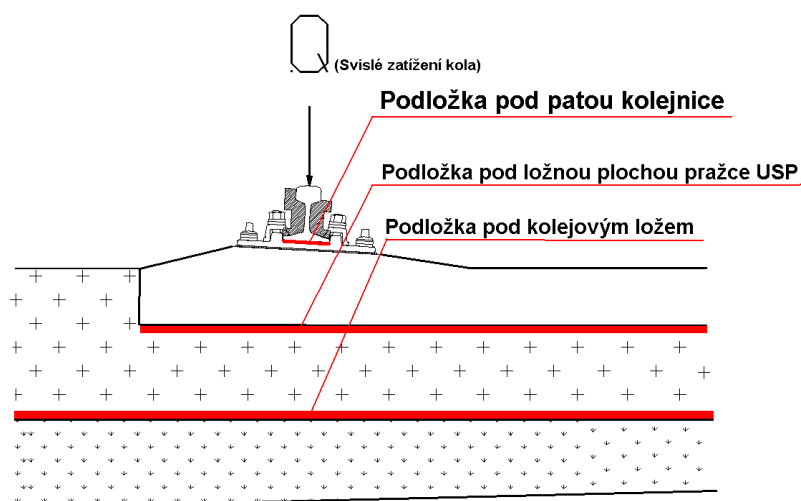 (Svislé zatížení kola)
Podložka pod patou kolejnice
Podložka pod ložnou plochou pražce USP
Podložka pod kolejovým ložem